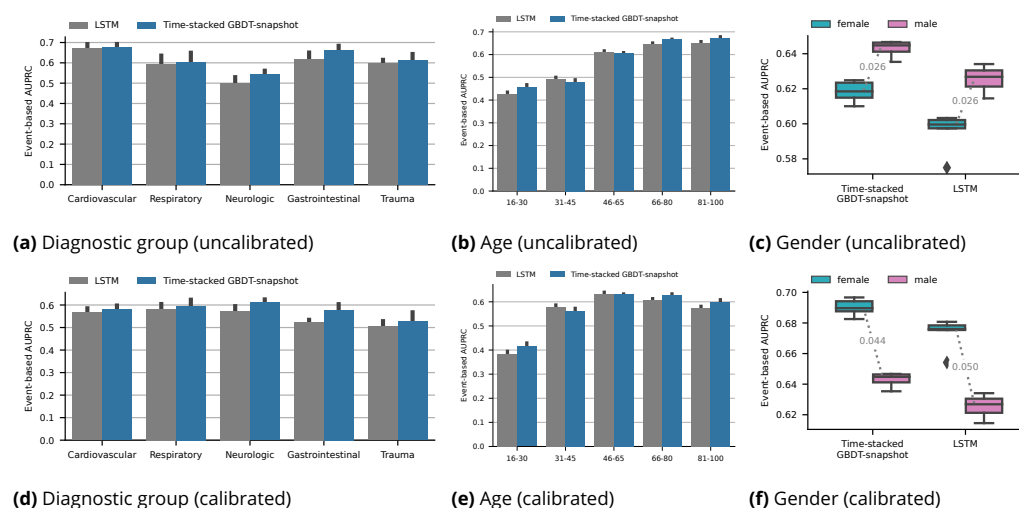 LSTM Time-stacked GBDT-snapshot
Event-based AUPRC
0.7
0.6
0.5
0.4
0.3
0.2
0.1
0.0
Cardiovascular Respiratory Neurologic Gastrointestinal Trauma
(a) Diagnostic group (uncalibrated)
LSTM Time-stacked GBDT-snapshot
Event-based AUPRC
0.7
0.6
0.5
0.4
0.3
0.2
0.1
0.0
16-30 31-45 46-65 66-80 81-100
(b) Age (uncalibrated)
female male
Event-based AUPRC
0.64
0.62
0.60
0.58
0.026
0.026
Time-stacked LSTM
GBDT-snapshot
(c) Gender (uncalibrated)
LSTM Time-stacked GBDT-snapshot
Event-based AUPRC
0.6
0.5
0.4
0.3
0.2
0.1
0.0
Cardiovascular Respiratory Neurologic Gastrointestinal Trauma
(d) Diagnostic group (calibrated)
LSTM Time-stacked GBDT-snapshot
Event-based AUPRC
0.6
0.5
0.4
0.3
0.2
0.1
0.0
16-30 31-45 46-65 66-80 81-100
(e) Age (calibrated)
female male
Event-based AUPRC
0.70
0.68
0.66
0.64
0.62
0.044
0.050
Time-stacked LSTM
GBDT-snapshot
(f) Gender (calibrated)